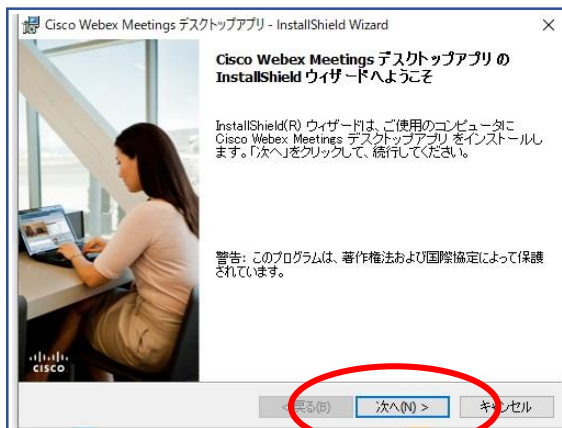 Cisco Webex Meetings デスクトップアプリ - InstallShield Wizard
Cisco Webex Meetings デスクトップアプリ の
InstallShield ウィザードへようこそ
InstallShield(R) ウィザードは、ご使用のコンピュータに
Cisco Webex Meetings デスクトップアプリ をインストールし
ます。「次へ」をクリックして、続行してください。
警告: このプログラムは、著作権法および国際協定によって保護
されています。
CISCO
< 戻る(B) 次へ(N) > キャンセル